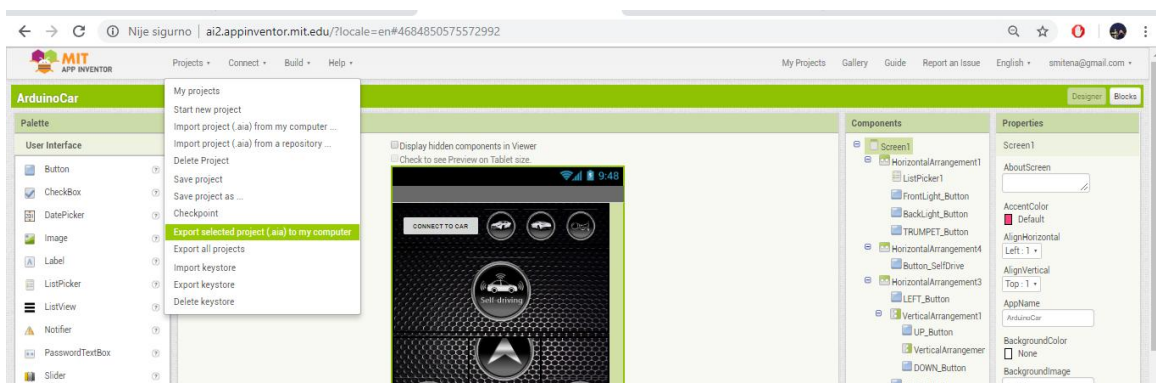 Nije sigurno | ai2.appinventor.mit.edu/?locale=en#4684850575572992
MIT
APP INVENTOR
Projects Connect Build Help
My Projects Gallery Guide Report an Issue English smitena@gmail.com
ArduinoCar
Designer Blocks
Palette
User Interface
Button
CheckBox
DatePicker
Image
Label
ListPicker
ListView
Notifier
PasswordTextBox
Slider
My projects
Start new project
Import project (.aia) from my computer ...
Import project (.aia) from a repository ...
Delete Project
Save project
Save project as ...
Checkpoint
Export selected project (.aia) to my computer
Export all projects
Import keystore
Export keystore
Delete keystore
Display hidden components in Viewer
Check to see Preview on Tablet size.
9:48
CONNECT TO CAR
Self-driving
Components
Screen1
HorizontalArrangement1
ListPicker1
FrontLight_Button
BackLight_Button
TRUMPET_Button
HorizontalArrangement4
Button_SelfDrive
HorizontalArrangement3
LEFT_Button
VerticalArrangement1
UP_Button
VerticalArrangemer
DOWN_Button
Properties
Screen1
AboutScreen
AccentColor
Default
AlignHorizontal
Left : 1
AlignVertical
Top : 1
AppName
ArduinoCar
BackgroundColor
None
BackgroundImage